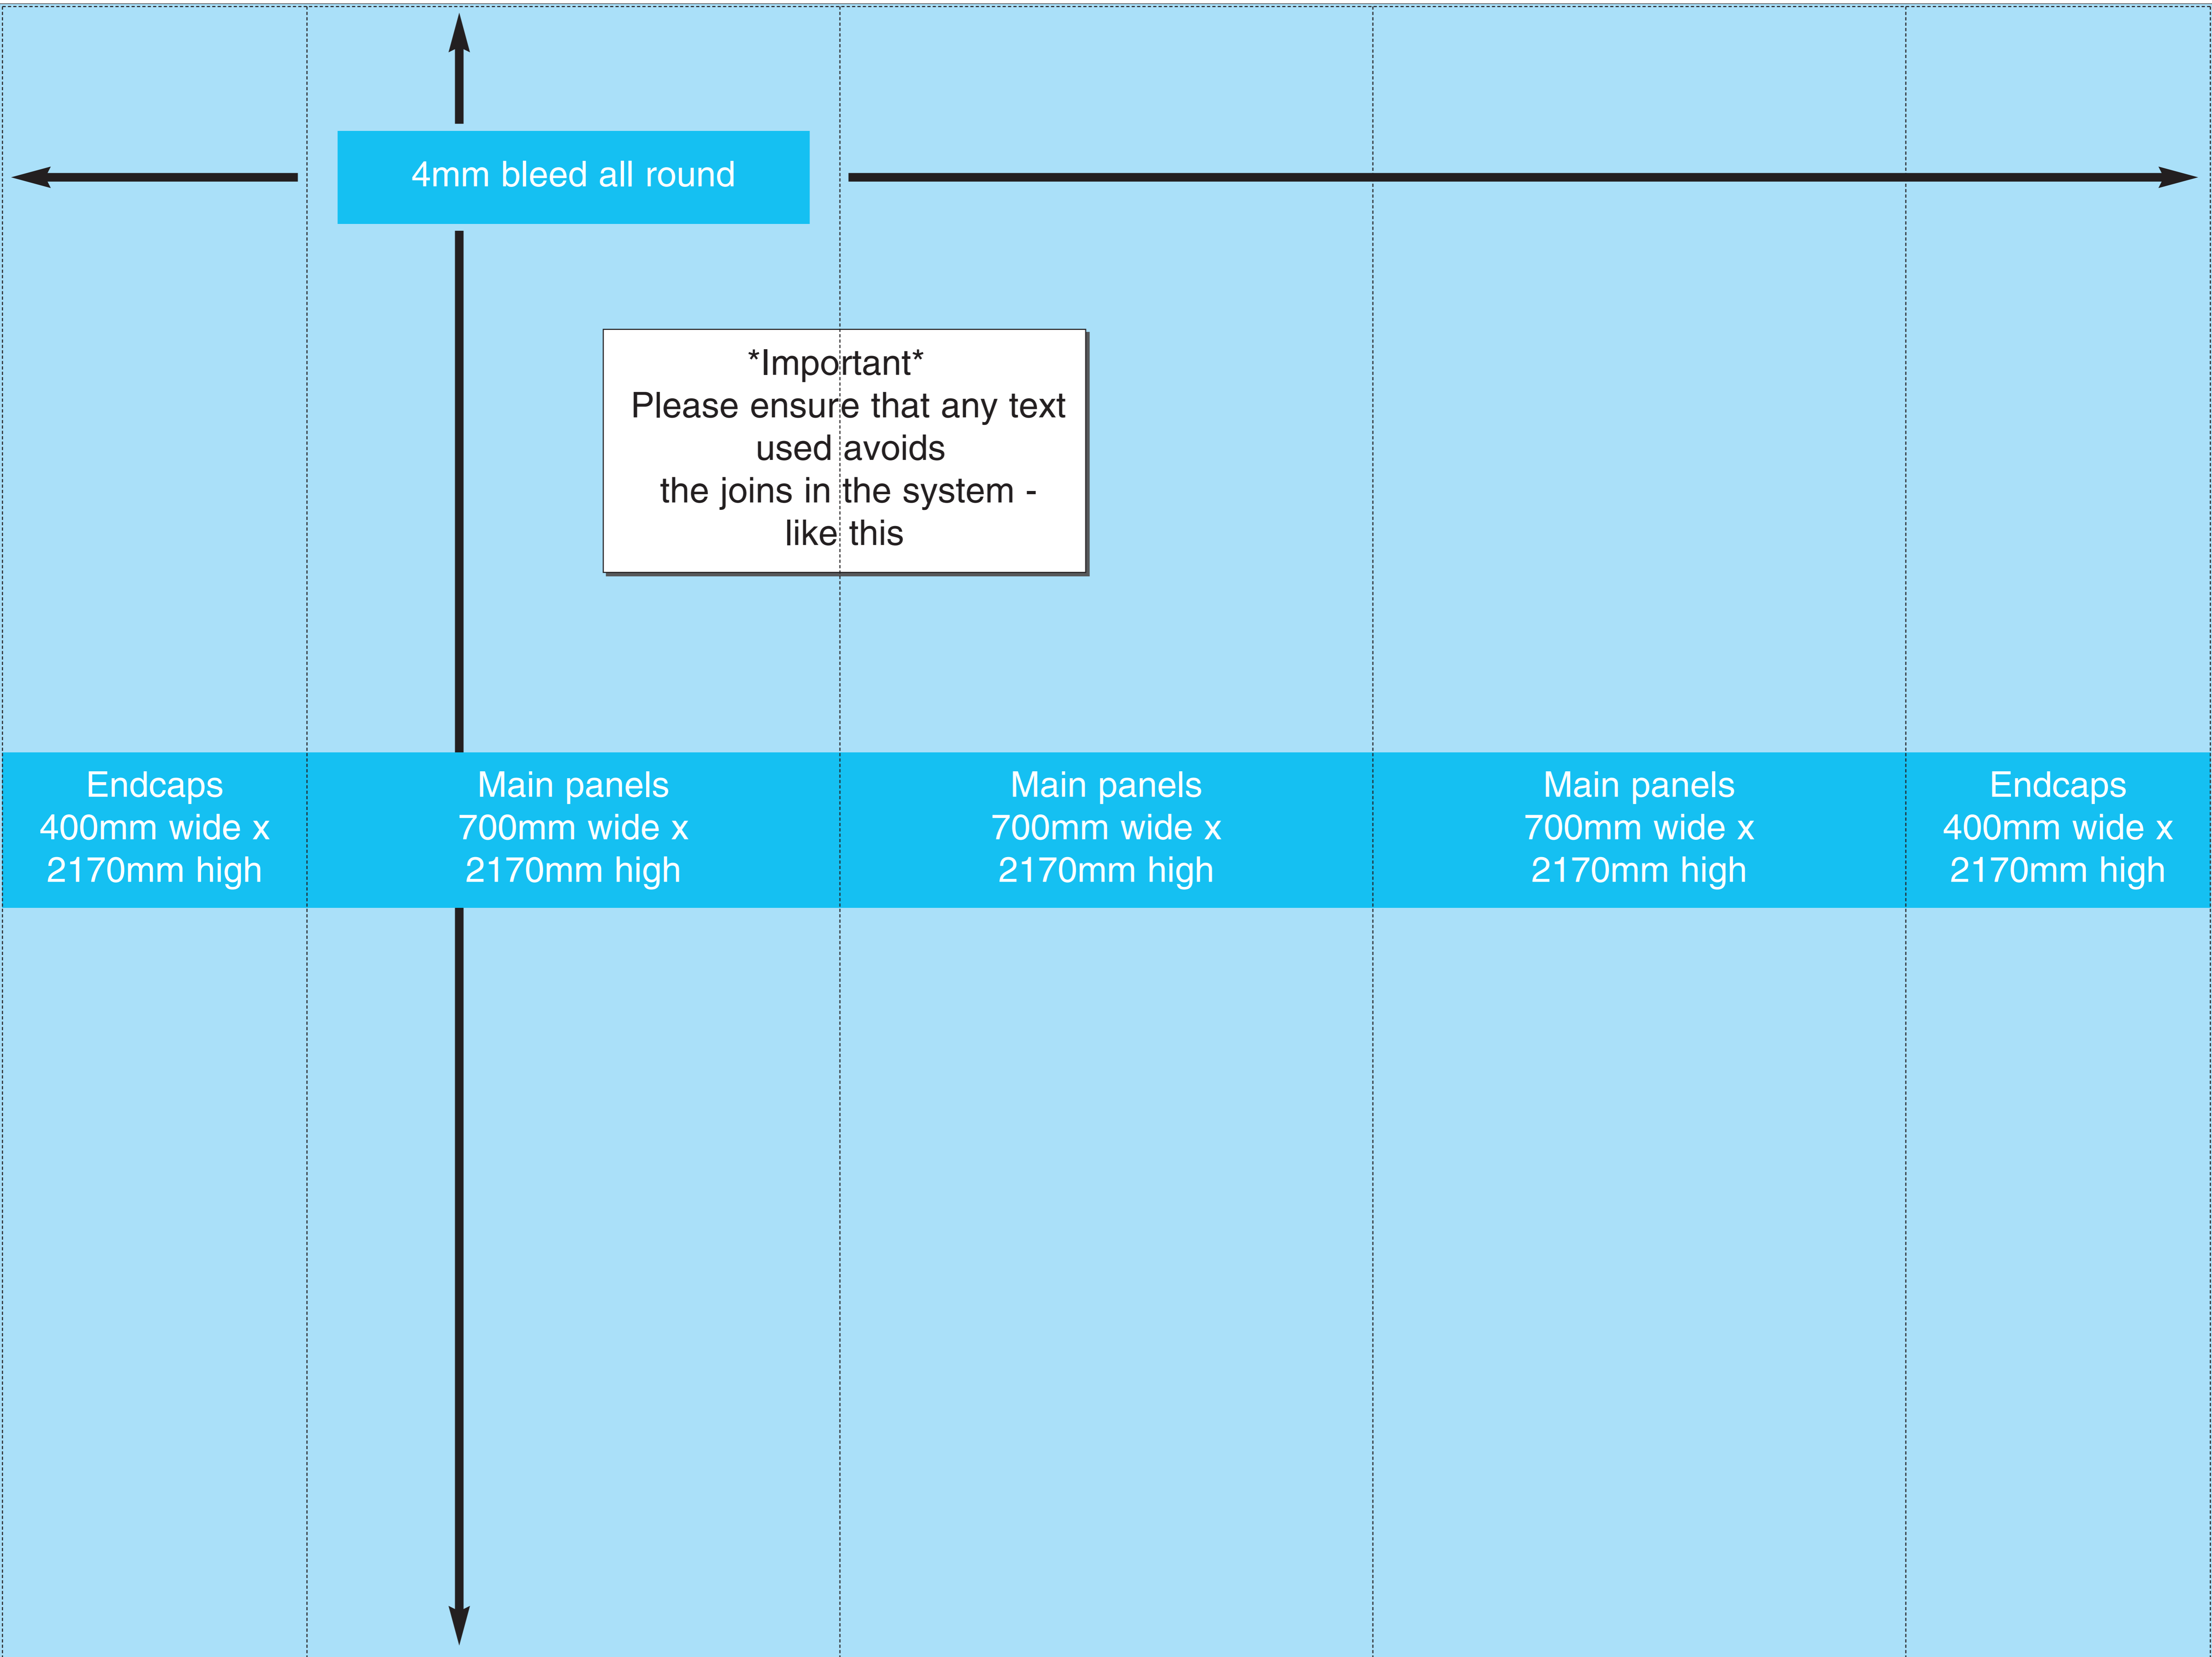 4mm bleed all round
*Important*
Please ensure that any text
used avoids
the joins in the system -
like this
Endcaps
400mm wide x
2170mm high
Main panels
700mm wide x
2170mm high
Main panels
700mm wide x
2170mm high
Main panels
700mm wide x
2170mm high
Endcaps
400mm wide x
2170mm high